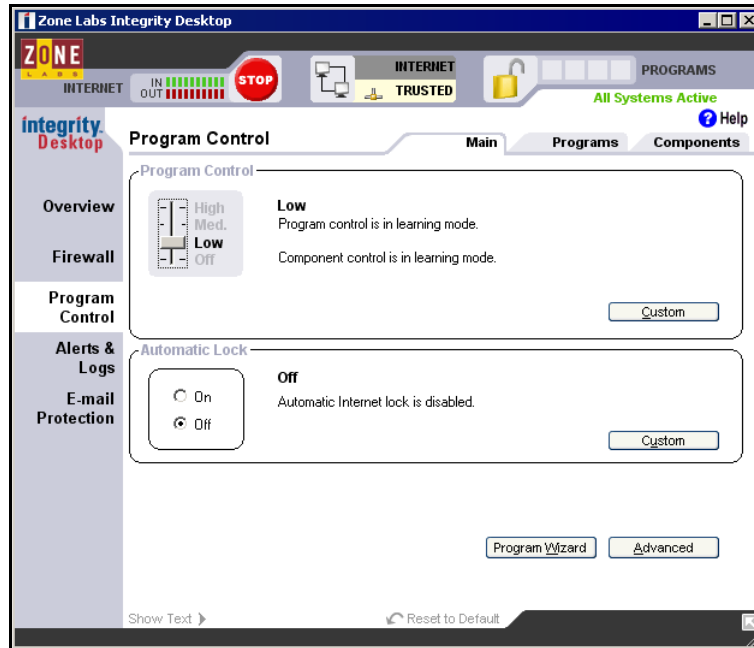 Zone Labs Integrity Desktop
ZONE
LABS
INTERNET
IN
OUT
STOP
INTERNET
TRUSTED
PROGRAMS
All Systems Active
integrity.
Desktop
Program Control
? Help
Main
Programs
Components
Overview
Firewall
Program
Control
Alerts &
Logs
E-mail
Protection
Program Control
High
Med.
Low
Off
Low
Program control is in learning mode.
Component control is in learning mode.
Custom
Automatic Lock
On
Off
Off
Automatic Internet lock is disabled.
Custom
Program Wizard
Advanced
Show Text
Reset to Default